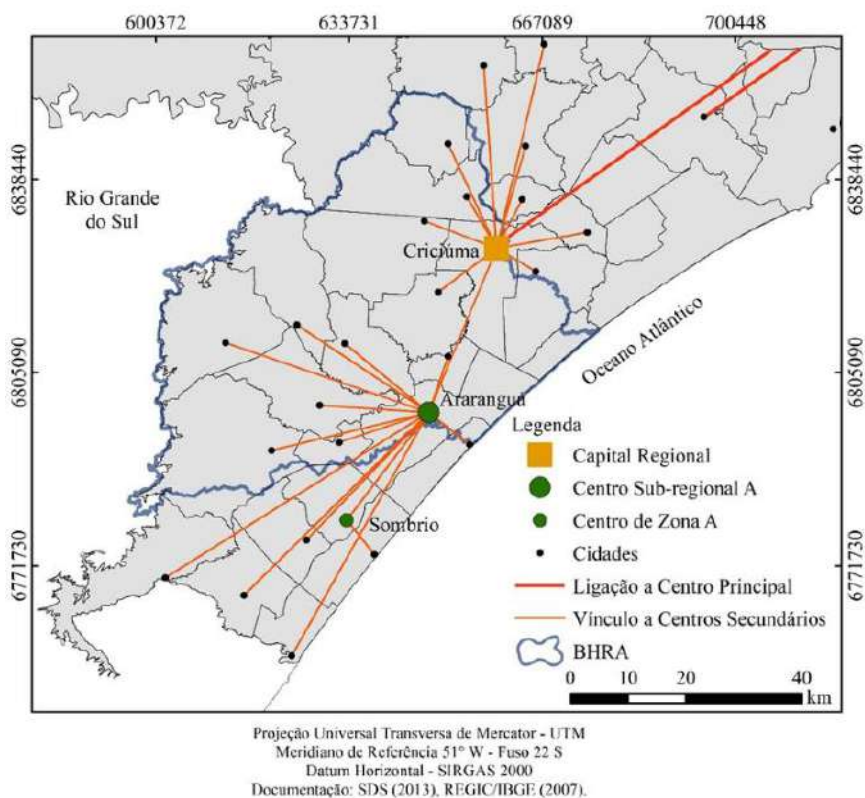 600372 633731 667089 700448
6838440 6838440
Rio Grande
do Sul
Criciúma
Oceano Atlântico
6805090 6805090
Araranguá
Legenda
Capital Regional
Centro Sub-regional A
Centro de Zona A
Sombrio
Cidades
6771730 6771730
Ligação a Centro Principal
Vínculo a Centros Secundários
BHRA
0 10 20 40
km
Projeção Universal Transversa de Mercator - UTM
Meridiano de Referência 51° W - Fuso 22 S
Datum Horizontal - SIRGAS 2000
Documentação: SDS (2013), REGIC/IBGE (2007).